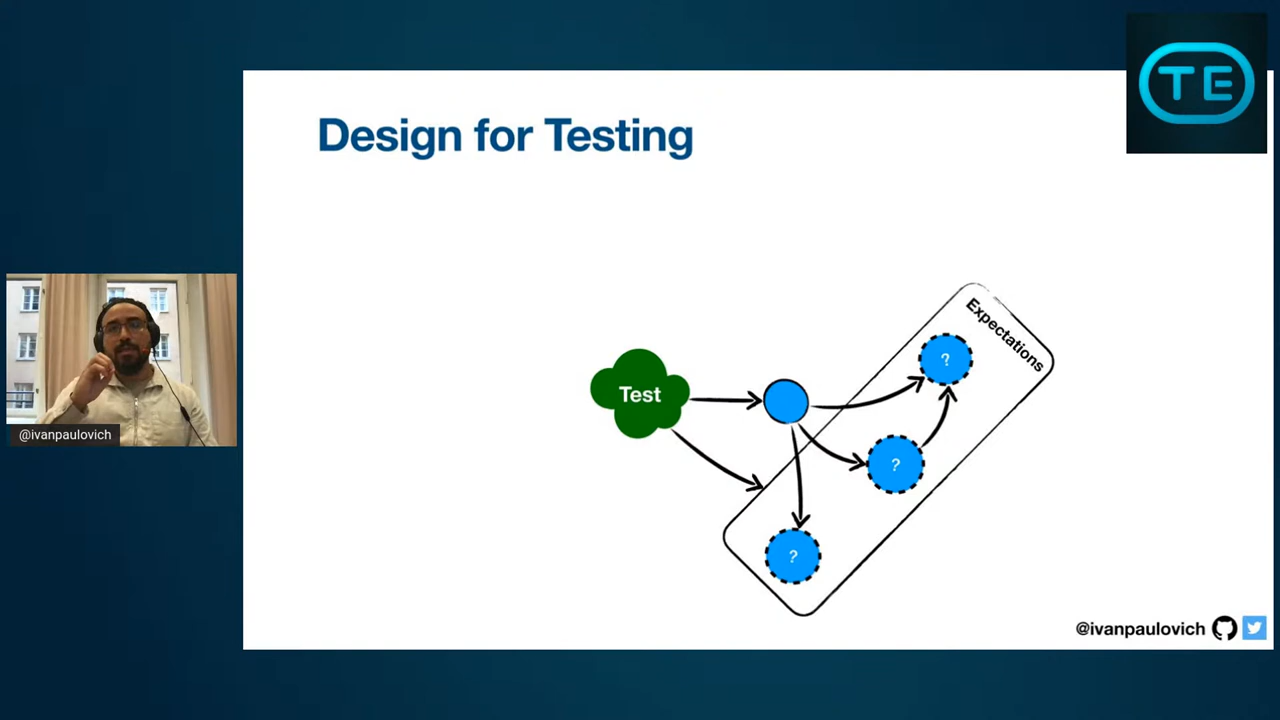 TE
Design for Testing
Expectations
?
Test
?
?
@ivanpaulovich
@ivanpaulovich